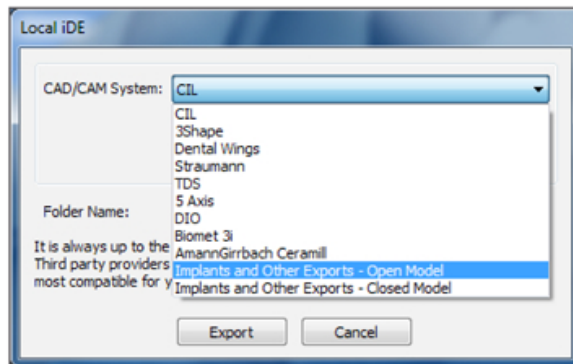 Local iDE
CAD/CAM System: CIL
CIL
3Shape
Dental Wings
Straumann
TDS
5 Axis
DIO
Biomet 3i
AmannGirrbach Ceramill
Implants and Other Exports - Open Model
Implants and Other Exports - Closed Model
Folder Name:
It is always up to the
Third party providers
most compatible for y
Export Cancel